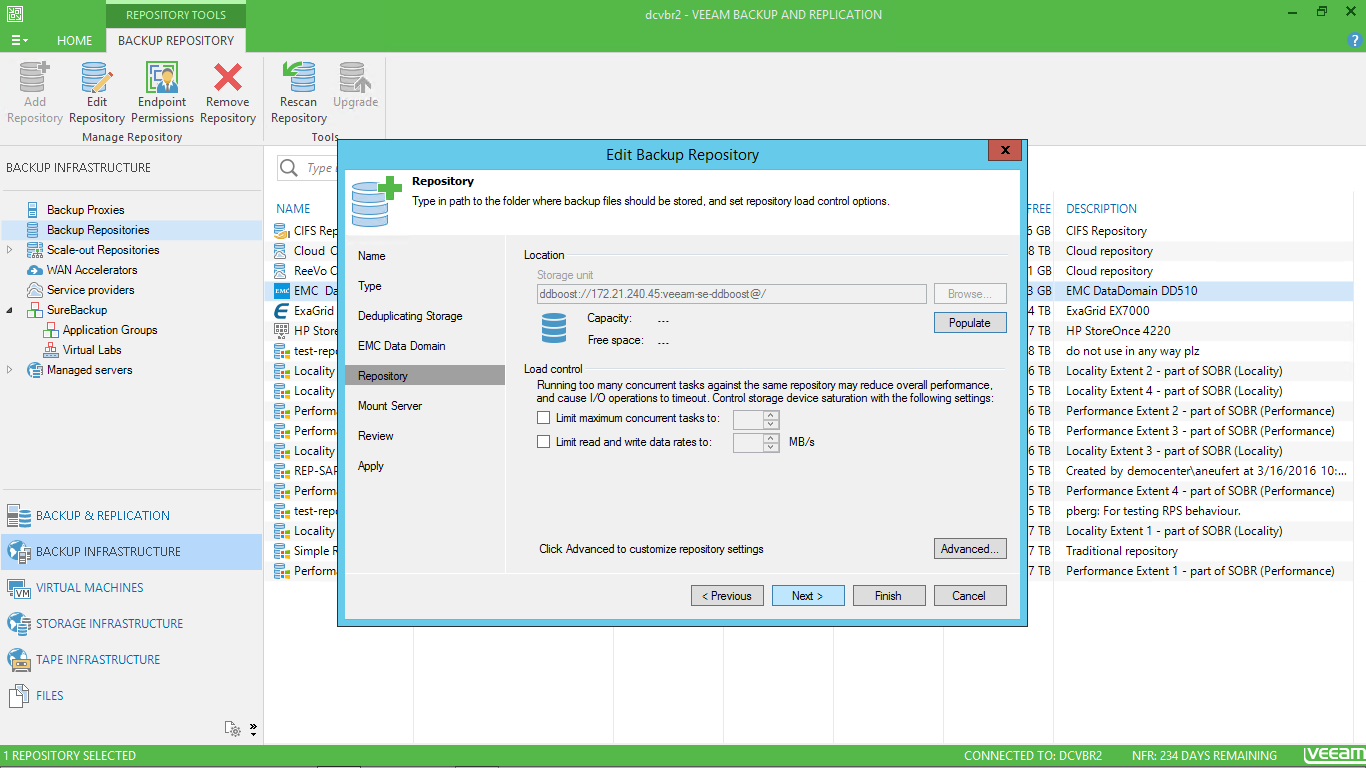 REPOSITORY TOOLS
dcvbr2 - VEEAM BACKUP AND REPLICATION
HOME
BACKUP REPOSITORY
Add Repository
Edit Repository
Endpoint Permissions
Remove Repository
Rescan Repository
Upgrade
Manage Repository
Tools
BACKUP INFRASTRUCTURE
Backup Proxies
Backup Repositories
Scale-out Repositories
WAN Accelerators
Service providers
SureBackup
Application Groups
Virtual Labs
Managed servers
BACKUP & REPLICATION
BACKUP INFRASTRUCTURE
VIRTUAL MACHINES
STORAGE INFRASTRUCTURE
TAPE INFRASTRUCTURE
FILES
Type
NAME
FREE
DESCRIPTION
CIFS Repo
6 GB
CIFS Repository
Cloud C
8 TB
Cloud repository
ReeVo C
1 GB
Cloud repository
EMC Da
3 GB
EMC DataDomain DD510
ExaGrid
4 TB
ExaGrid EX7000
HP Store
7 TB
HP StoreOnce 4220
test-repo
8 TB
do not use in any way plz
Locality
6 TB
Locality Extent 2 - part of SOBR (Locality)
Locality
5 TB
Locality Extent 4 - part of SOBR (Locality)
Perform
6 TB
Performance Extent 2 - part of SOBR (Performance)
Perform
5 TB
Performance Extent 3 - part of SOBR (Performance)
Locality
6 TB
Locality Extent 3 - part of SOBR (Locality)
REP-SAP
5 TB
Created by democenter\aneufert at 3/16/2016 10:...
Perform
5 TB
Performance Extent 4 - part of SOBR (Performance)
test-repo
5 TB
pberg: For testing RPS behaviour.
Locality
7 TB
Locality Extent 1 - part of SOBR (Locality)
Simple R
7 TB
Traditional repository
Perform
7 TB
Performance Extent 1 - part of SOBR (Performance)
Edit Backup Repository
X
Repository
Type in path to the folder where backup files should be stored, and set repository load control options.
Name
Type
Deduplicating Storage
EMC Data Domain
Repository
Mount Server
Review
Apply
Location
Storage unit
ddboost://172.21.240.45:veeam-se-ddboost@/
Browse...
Capacity: ---
Populate
Free space: ---
Load control
Running too many concurrent tasks against the same repository may reduce overall performance,
and cause I/O operations to timeout. Control storage device saturation with the following settings:
Limit maximum concurrent tasks to:
Limit read and write data rates to:
MB/s
Click Advanced to customize repository settings
Advanced...
< Previous
Next >
Finish
Cancel
1 REPOSITORY SELECTED
CONNECTED TO: DCVBR2
NFR: 234 DAYS REMAINING
veeam